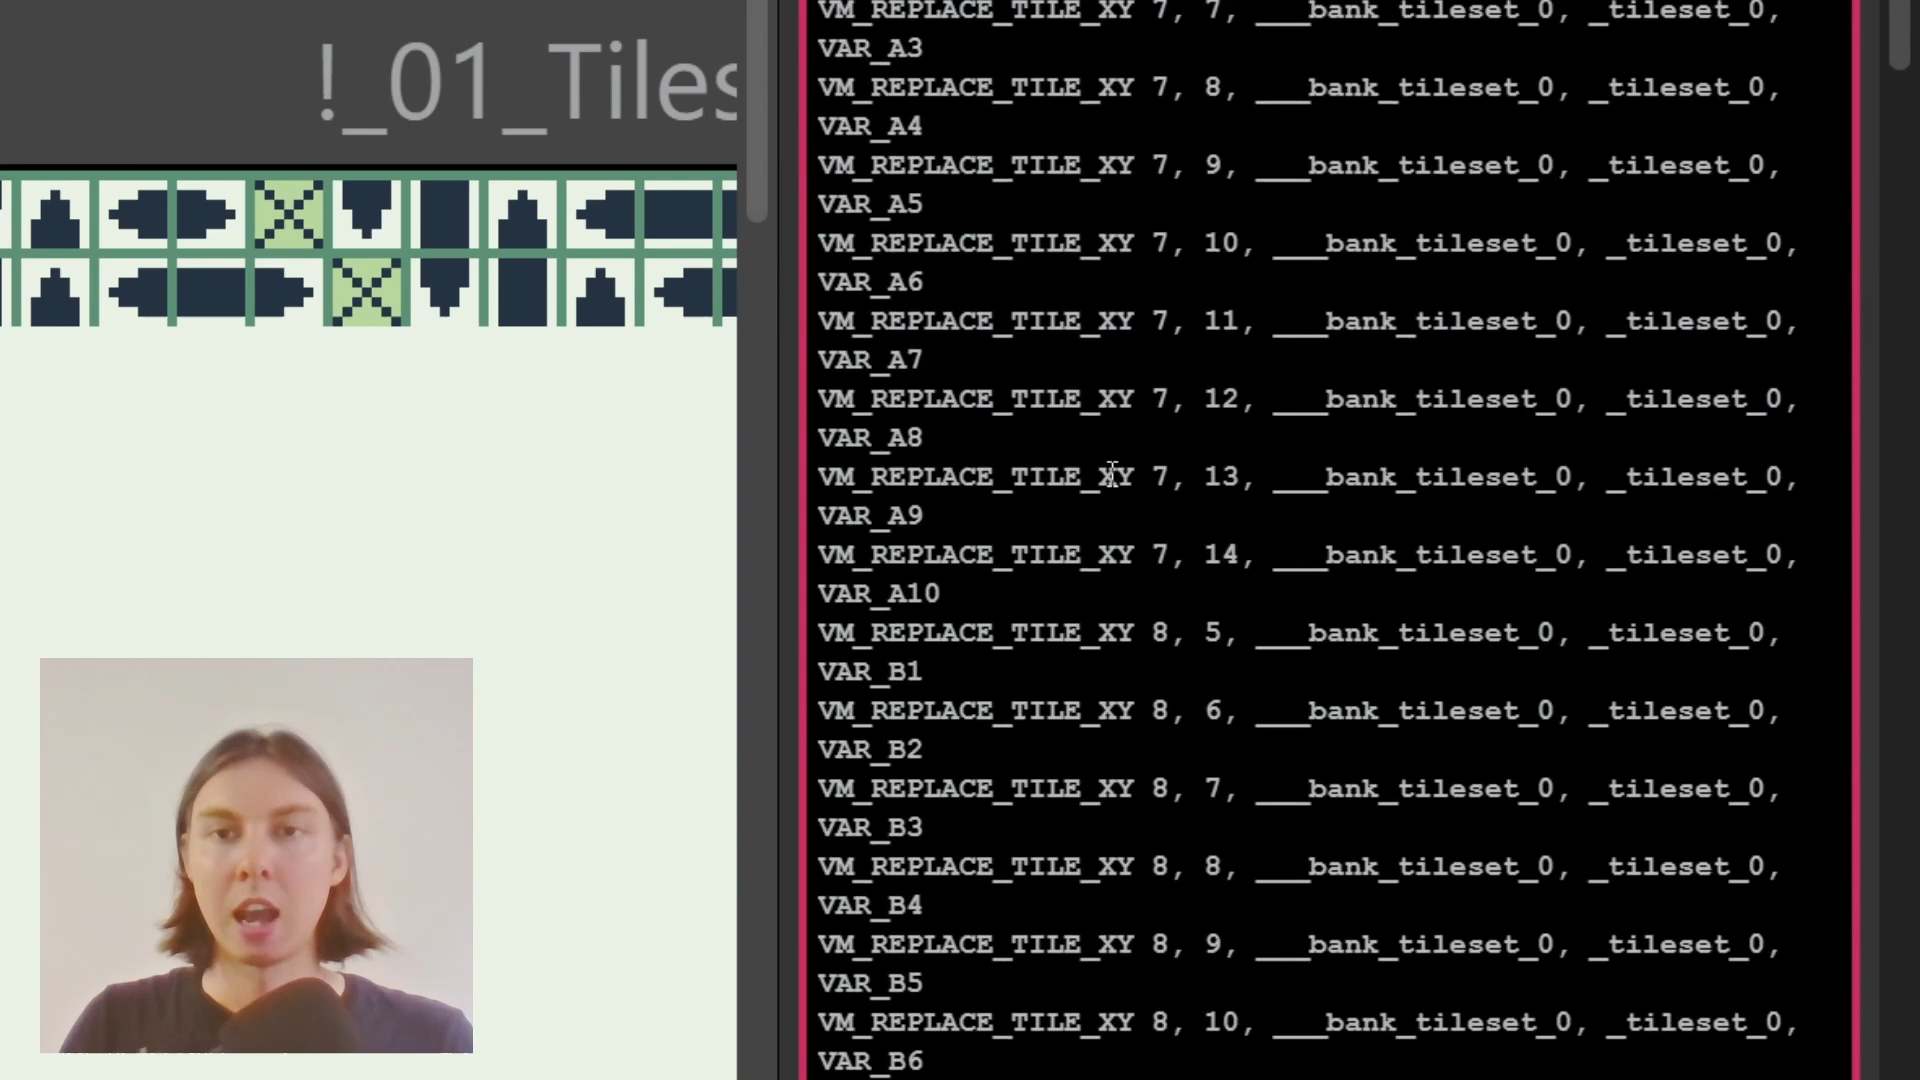 !_01_Tiles
VM_REPLACE_TILE_XY 7, 7, ___bank_tileset_0, _tileset_0,
VAR_A3
VM_REPLACE_TILE_XY 7, 8, ___bank_tileset_0, _tileset_0,
VAR_A4
VM_REPLACE_TILE_XY 7, 9, ___bank_tileset_0, _tileset_0,
VAR_A5
VM_REPLACE_TILE_XY 7, 10, ___bank_tileset_0, _tileset_0,
VAR_A6
VM_REPLACE_TILE_XY 7, 11, ___bank_tileset_0, _tileset_0,
VAR_A7
VM_REPLACE_TILE_XY 7, 12, ___bank_tileset_0, _tileset_0,
VAR_A8
VM_REPLACE_TILE_XY 7, 13, ___bank_tileset_0, _tileset_0,
VAR_A9
VM_REPLACE_TILE_XY 7, 14, ___bank_tileset_0, _tileset_0,
VAR_A10
VM_REPLACE_TILE_XY 8, 5, ___bank_tileset_0, _tileset_0,
VAR_B1
VM_REPLACE_TILE_XY 8, 6, ___bank_tileset_0, _tileset_0,
VAR_B2
VM_REPLACE_TILE_XY 8, 7, ___bank_tileset_0, _tileset_0,
VAR_B3
VM_REPLACE_TILE_XY 8, 8, ___bank_tileset_0, _tileset_0,
VAR_B4
VM_REPLACE_TILE_XY 8, 9, ___bank_tileset_0, _tileset_0,
VAR_B5
VM_REPLACE_TILE_XY 8, 10, ___bank_tileset_0, _tileset_0,
VAR_B6